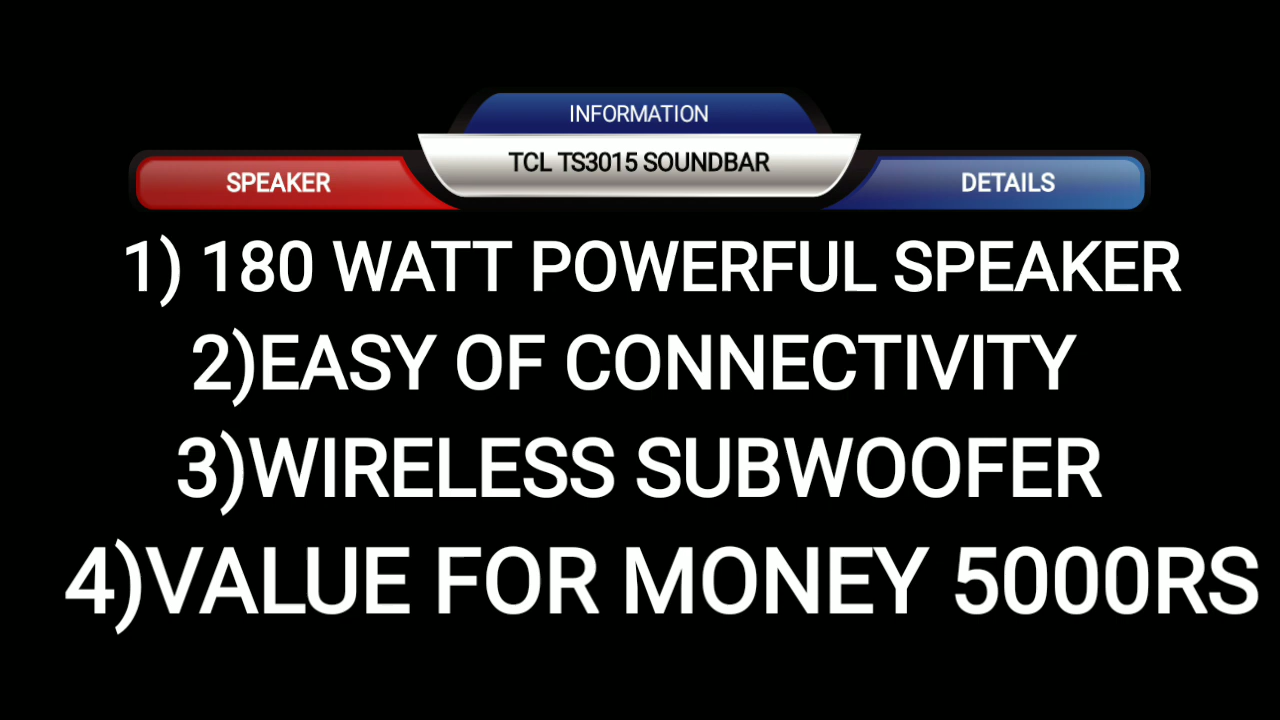 INFORMATION
TCL TS3015 SOUNDBAR
SPEAKER
DETAILS
1) 180 WATT POWERFUL SPEAKER
2)EASY OF CONNECTIVITY
3)WIRELESS SUBWOOFER
4)VALUE FOR MONEY 5000RS